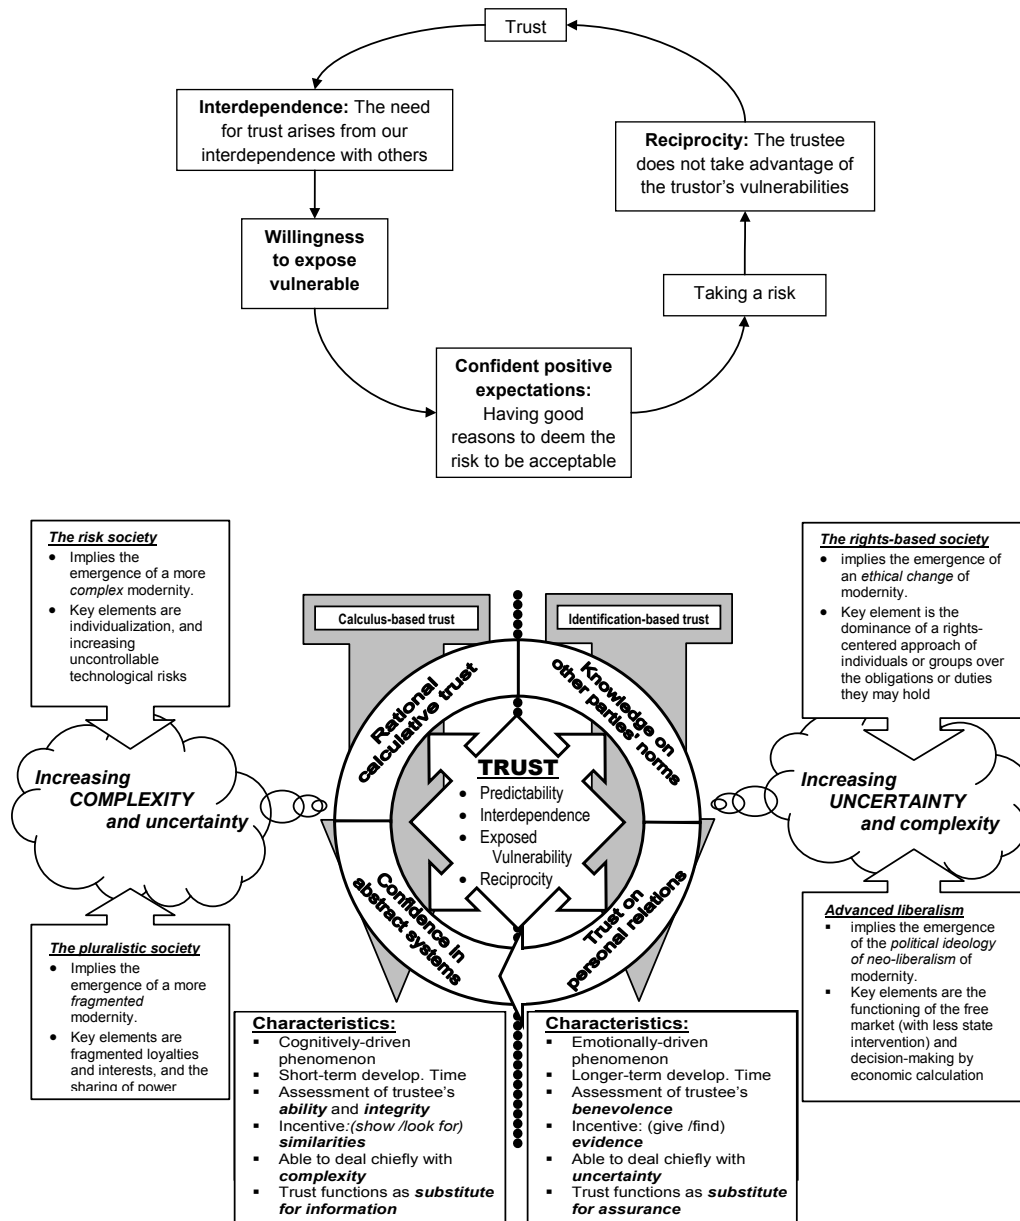 Trust
Interdependence: The need
for trust arises from our
interdependence with others
Reciprocity: The trustee
does not take advantage of
the trustor's vulnerabilities
Willingness
to expose
vulnerable
Taking a risk
Confident positive
expectations:
Having good
reasons to deem the
risk to be acceptable
The risk society
● Implies the
emergence of a more
complex modernity.
● Key elements are
individualization, and
increasing
uncontrollable
technological risks
Increasing
COMPLEXITY
and uncertainty
The pluralistic society
● Implies the
emergence of a more
fragmented
modernity.
● Key elements are
fragmented loyalties
and interests, and the
sharing of power
Calculus-based trust
Identification-based trust
Rational
calculative trust
Knowledge on
other parties' norms
TRUST
● Predictability
● Interdependence
● Exposed
Vulnerability
● Reciprocity
Confidence in
abstract systems
Trust on
personal relations
Characteristics:
▪ Cognitively-driven
phenomenon
▪ Short-term develop. Time
▪ Assessment of trustee's
ability and integrity
▪ Incentive:(show /look for)
similarities
▪ Able to deal chiefly with
complexity
▪ Trust functions as substitute
for information
Characteristics:
▪ Emotionally-driven
phenomenon
▪ Longer-term develop. Time
▪ Assessment of trustee's
benevolence
▪ Incentive: (give /find)
evidence
▪ Able to deal chiefly with
uncertainty
▪ Trust functions as substitute
for assurance
The rights-based society
● implies the emergence of
an ethical change of
modernity.
● Key element is the
dominance of a rights-
centered approach of
individuals or groups over
the obligations or duties
they may hold
Increasing
UNCERTAINTY
and complexity
Advanced liberalism
▪ implies the emergence
of the political ideology
of neo-liberalism of
modernity.
▪ Key elements are the
functioning of the free
market (with less state
intervention) and
decision-making by
economic calculation